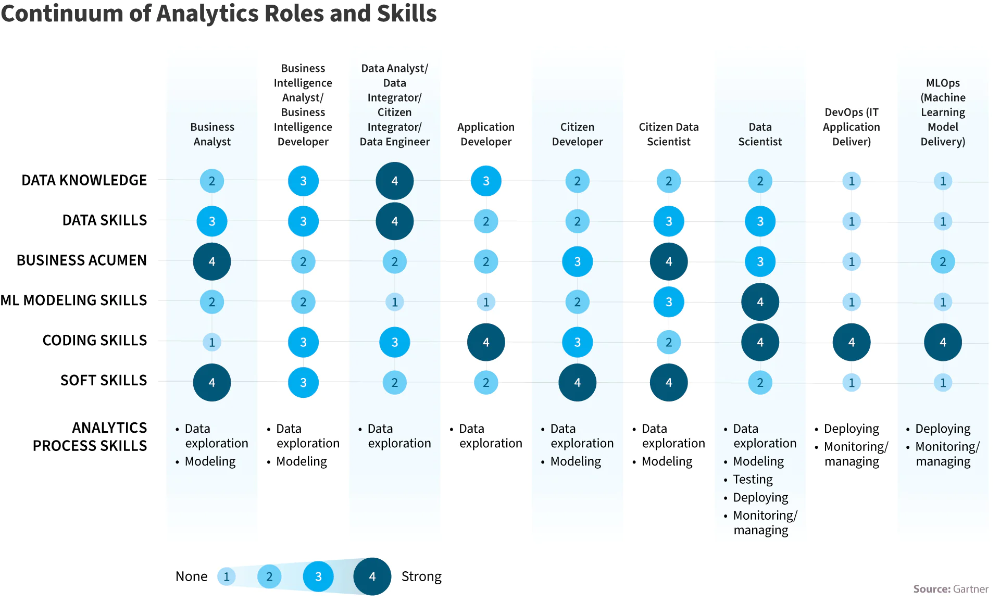 Continuum of Analytics Roles and Skills
Business
Analyst
Business
Intelligence
Analyst/
Business
Intelligence
Developer
Data Analyst/
Data
Integrator/
Citizen
Integrator/
Data Engineer
Application
Developer
Citizen
Developer
Citizen Data
Scientist
Data
Scientist
DevOps (IT
Application
Deliver)
MLOps
(Machine
Learning
Model
Delivery)
DATA KNOWLEDGE 2 3 4 3 2 2 2 1 1
DATA SKILLS 3 3 4 2 2 3 3 1 1
BUSINESS ACUMEN 4 2 2 2 3 4 3 1 2
ML MODELING SKILLS 2 2 1 1 2 3 4 1 1
CODING SKILLS 1 3 3 4 3 2 4 4 4
SOFT SKILLS 4 3 2 2 4 4 2 1 1
ANALYTICS
PROCESS SKILLS
• Data
exploration
• Modeling
• Data
exploration
• Modeling
• Data
exploration
• Data
exploration
• Data
exploration
• Modeling
• Data
exploration
• Modeling
• Data
exploration
• Modeling
• Testing
• Deploying
• Monitoring/
managing
• Deploying
• Monitoring/
managing
• Deploying
• Monitoring/
managing
None 1 2 3 4 Strong
Source: Gartner